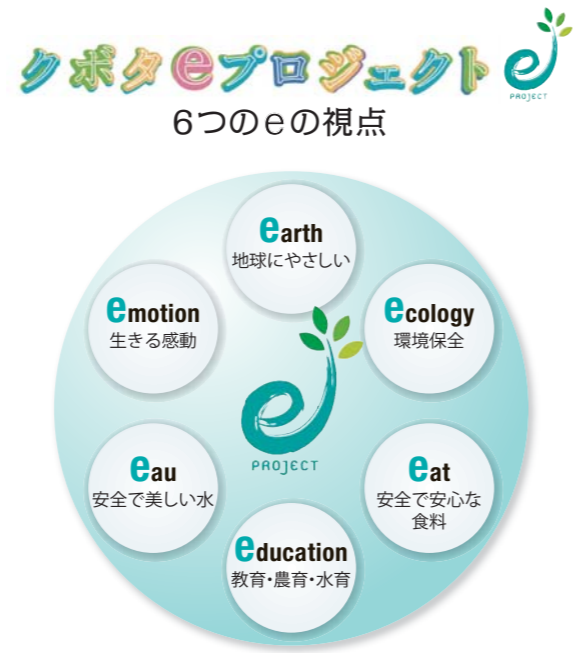 クボタeプロジェクト
PROJECT
6つのeの視点
earth
地球にやさしい
emotion
生きる感動
ecology
環境保全
PROJECT
eau
安全で美しい水
eat
安全で安心な
食料
education
教育・農育・水育